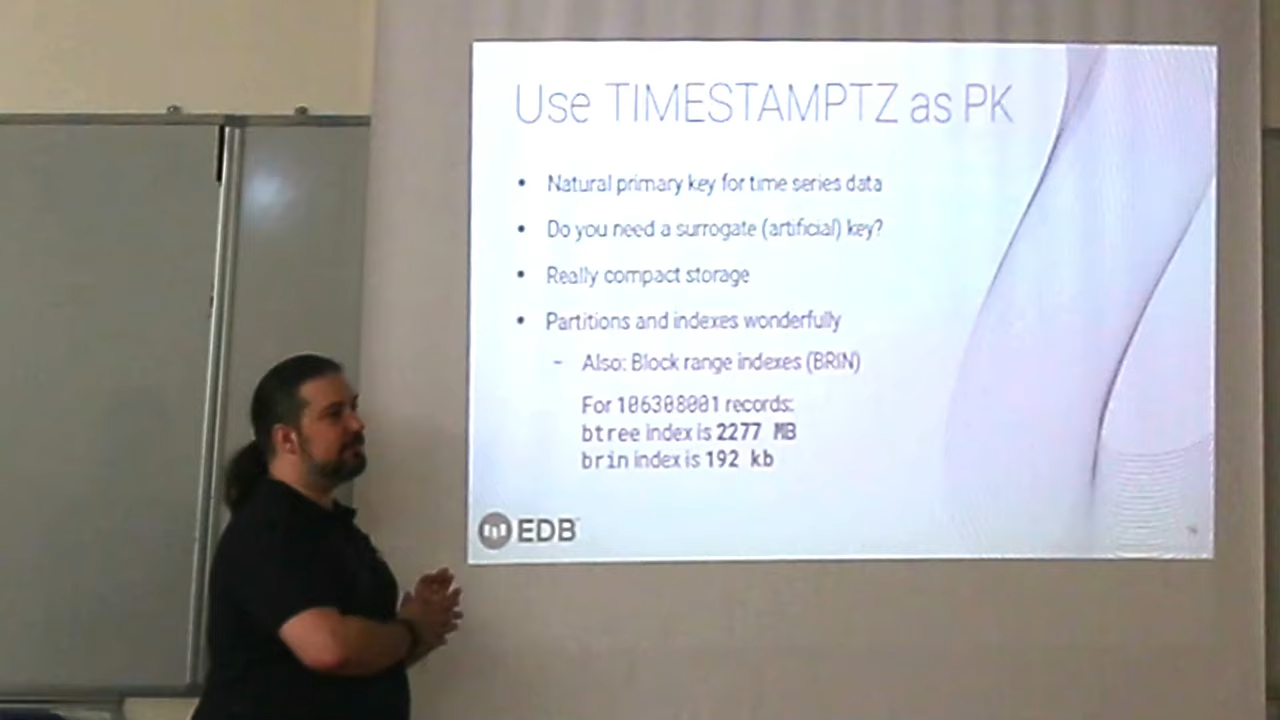 Use TIMESTAMPTZ as PK
• Natural primary key for time series data
• Do you need a surrogate (artificial) key?
• Really compact storage
• Partitions and indexes wonderfully
– Also: Block range indexes (BRIN)
For 106308001 records:
btree index is 2277 MB
brin index is 192 kb
EDB